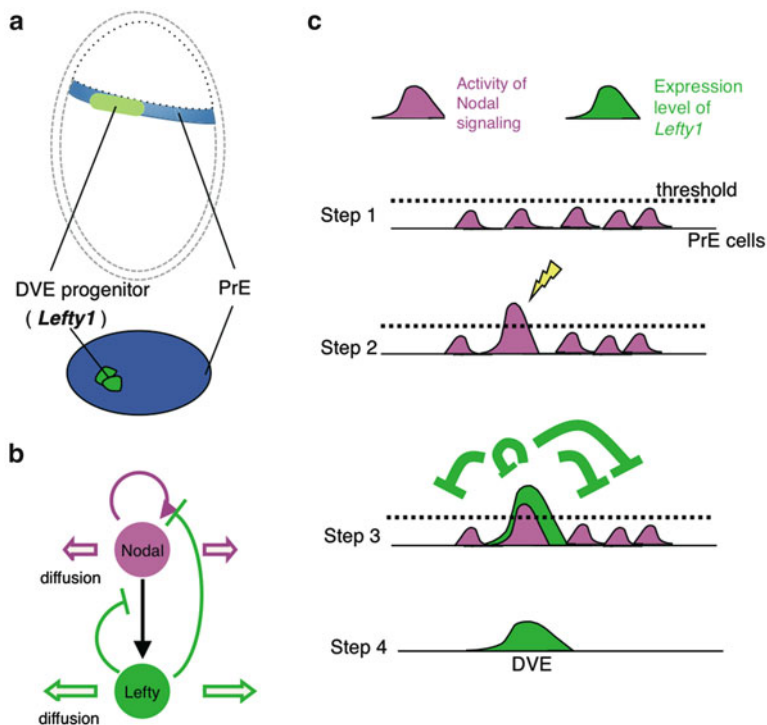 a
DVE progenitor
( Lefty1 )
PrE
b
Nodal
diffusion
Lefty
diffusion
c
Activity of
Nodal
signaling
Expression
level of
Lefty1
threshold
Step 1
PrE cells
Step 2
Step 3
Step 4
DVE